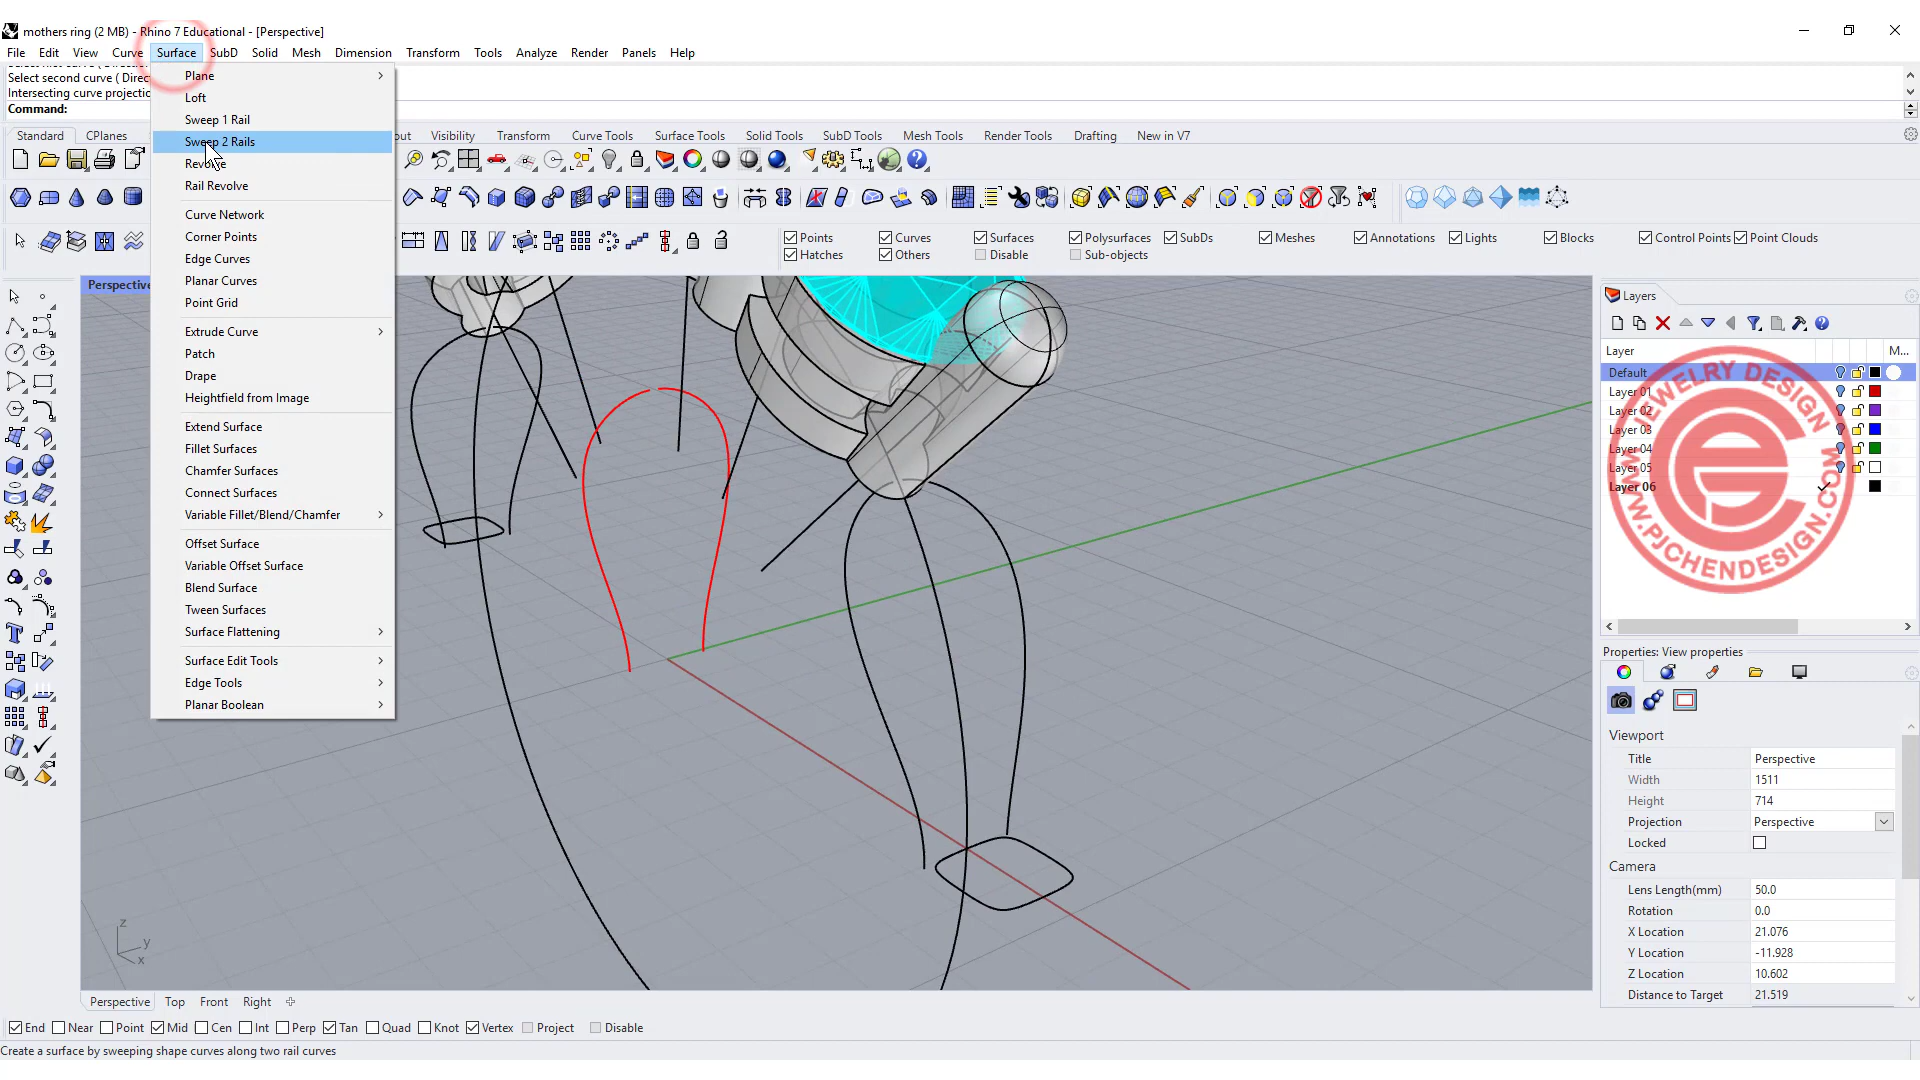 mothers ring (2 MB) - Rhino 7 Educational - [Perspective]
File Edit View Curve Surface SubD Solid Mesh Dimension Transform Tools Analyze Render Panels Help
Select second curve ( Direc
Intersecting curve projectic
Command:
Standard CPlanes out Visibility Transform Curve Tools Surface Tools Solid Tools SubD Tools Mesh Tools Render Tools Drafting New in V7
Plane
Loft
Sweep 1 Rail
Sweep 2 Rails
Revolve
Rail Revolve
Curve Network
Corner Points
Edge Curves
Planar Curves
Point Grid
Extrude Curve
Patch
Drape
Heightfield from Image
Extend Surface
Fillet Surfaces
Chamfer Surfaces
Connect Surfaces
Variable Fillet/Blend/Chamfer
Offset Surface
Variable Offset Surface
Blend Surface
Tween Surfaces
Surface Flattening
Surface Edit Tools
Edge Tools
Planar Boolean
Points Curves Surfaces Polysurfaces SubDs Meshes Annotations Lights Blocks Control Points Point Clouds
Hatches Others Disable Sub-objects
Perspective
Layers
Layer M...
Default
Layer 01
Layer 02
Layer 03
Layer 04
Layer 05
Layer 06
JEWELRY DESIGN
WWW.PJCHENDESIGN.COM
Properties: View properties
Viewport
Title Perspective
Width 1511
Height 714
Projection Perspective
Locked
Camera
Lens Length(mm) 50.0
Rotation 0.0
X Location 21.076
Y Location -11.928
Z Location 10.602
Distance to Target 21.519
z
y
x
Perspective Top Front Right
End Near Point Mid Cen Int Perp Tan Quad Knot Vertex Project Disable
Create a surface by sweeping shape curves along two rail curves